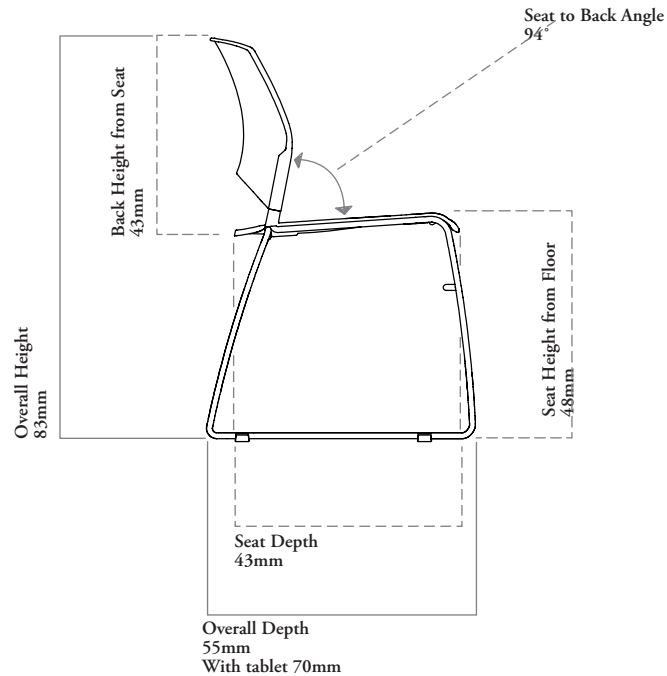 Seat to Back Angle
94°
Back Height from Seat
43mm
Overall Height
83mm
Seat Height from Floor
48mm
Seat Depth
43mm
Overall Depth
55mm
With tablet 70mm